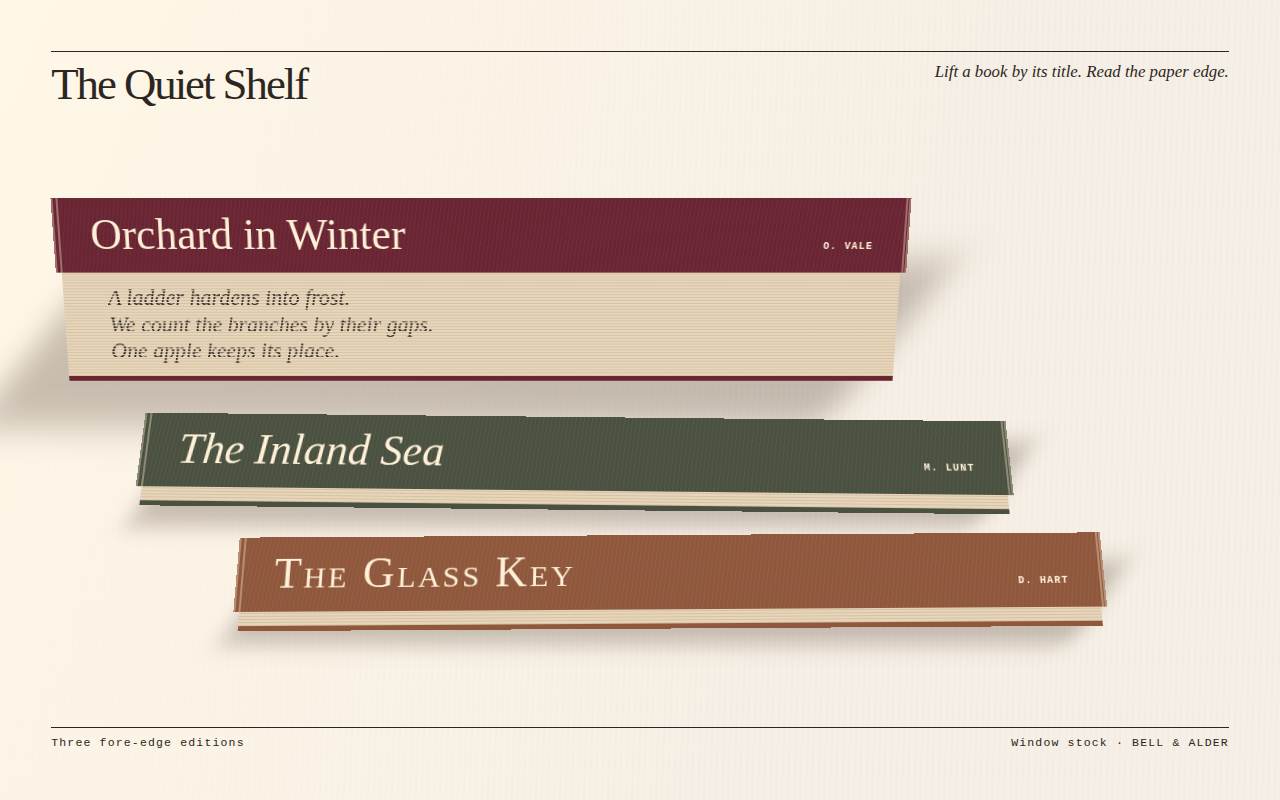 The Quiet Shelf
Lift a book by its title. Read the paper edge.
Orchard in Winter
O. VALE
A ladder hardens into frost.
We count the branches by their gaps.
One apple keeps its place.
The Inland Sea
M. LUNT
The Glass Key
D. HART
Three fore-edge editions
Window stock · BELL & ALDER